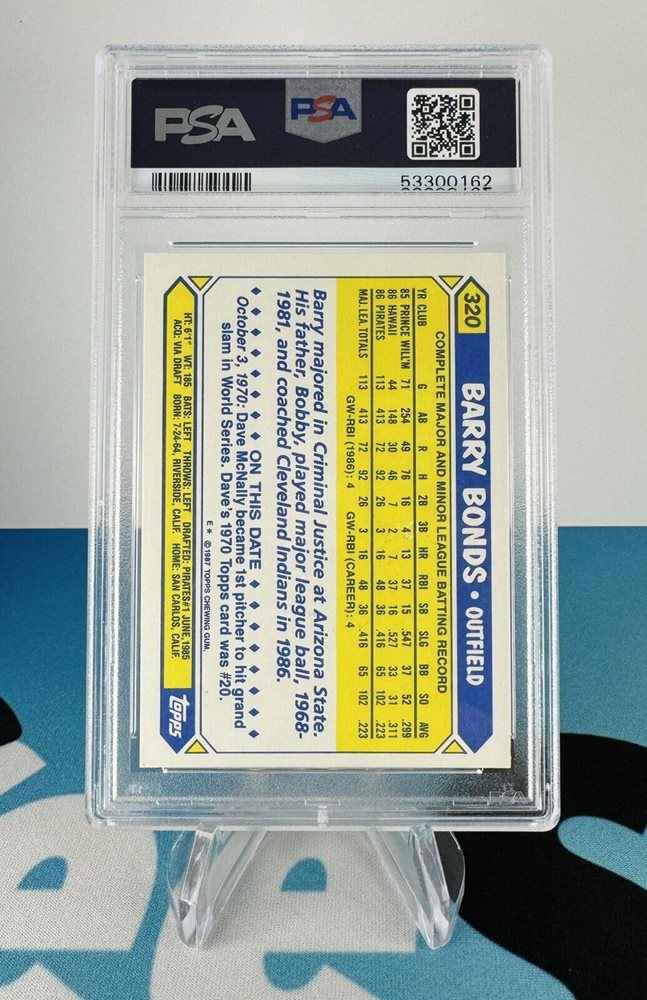 PSA
PSA
53300162
320
BARRY BONDS • OUTFIELD
COMPLETE MAJOR AND MINOR LEAGUE BATTING RECORD
YR CLUB G AB R H 2B 3B HR RBI SB SLG BB SO AVG
85 PRINCE WILL'M 71 254 49 76 16 4 13 37 15 .547 37 52 .299
86 HAWAII 44 148 30 46 7 2 7 37 16 .527 33 31 .311
86 PIRATES 113 413 72 92 26 3 16 48 36 .416 65 102 .223
MAJ. LEA. TOTALS 113 413 72 92 26 3 16 48 36 .416 65 102 .223
GW-RBI (1986): 4 GW-RBI (CAREER): 4
Barry majored in Criminal Justice at Arizona State.
His father, Bobby, played major league ball, 1968-
1981, and coached Cleveland Indians in 1986.
♦ ♦ ♦ ♦ ♦ ♦ ♦ ON THIS DATE ♦ ♦ ♦ ♦ ♦ ♦ ♦
October 3, 1970: Dave McNally became 1st pitcher to hit grand
slam in World Series. Dave's 1970 Topps card was #20.
E * © 1987 TOPPS CHEWING GUM.
HT: 6'1" WT: 185 BATS: LEFT THROWS: LEFT DRAFTED: PIRATES#1 JUNE, 1985
ACQ: VIA DRAFT BORN: 7-24-64, RIVERSIDE, CALIF. HOME: SAN CARLOS, CALIF.
topps
PSA